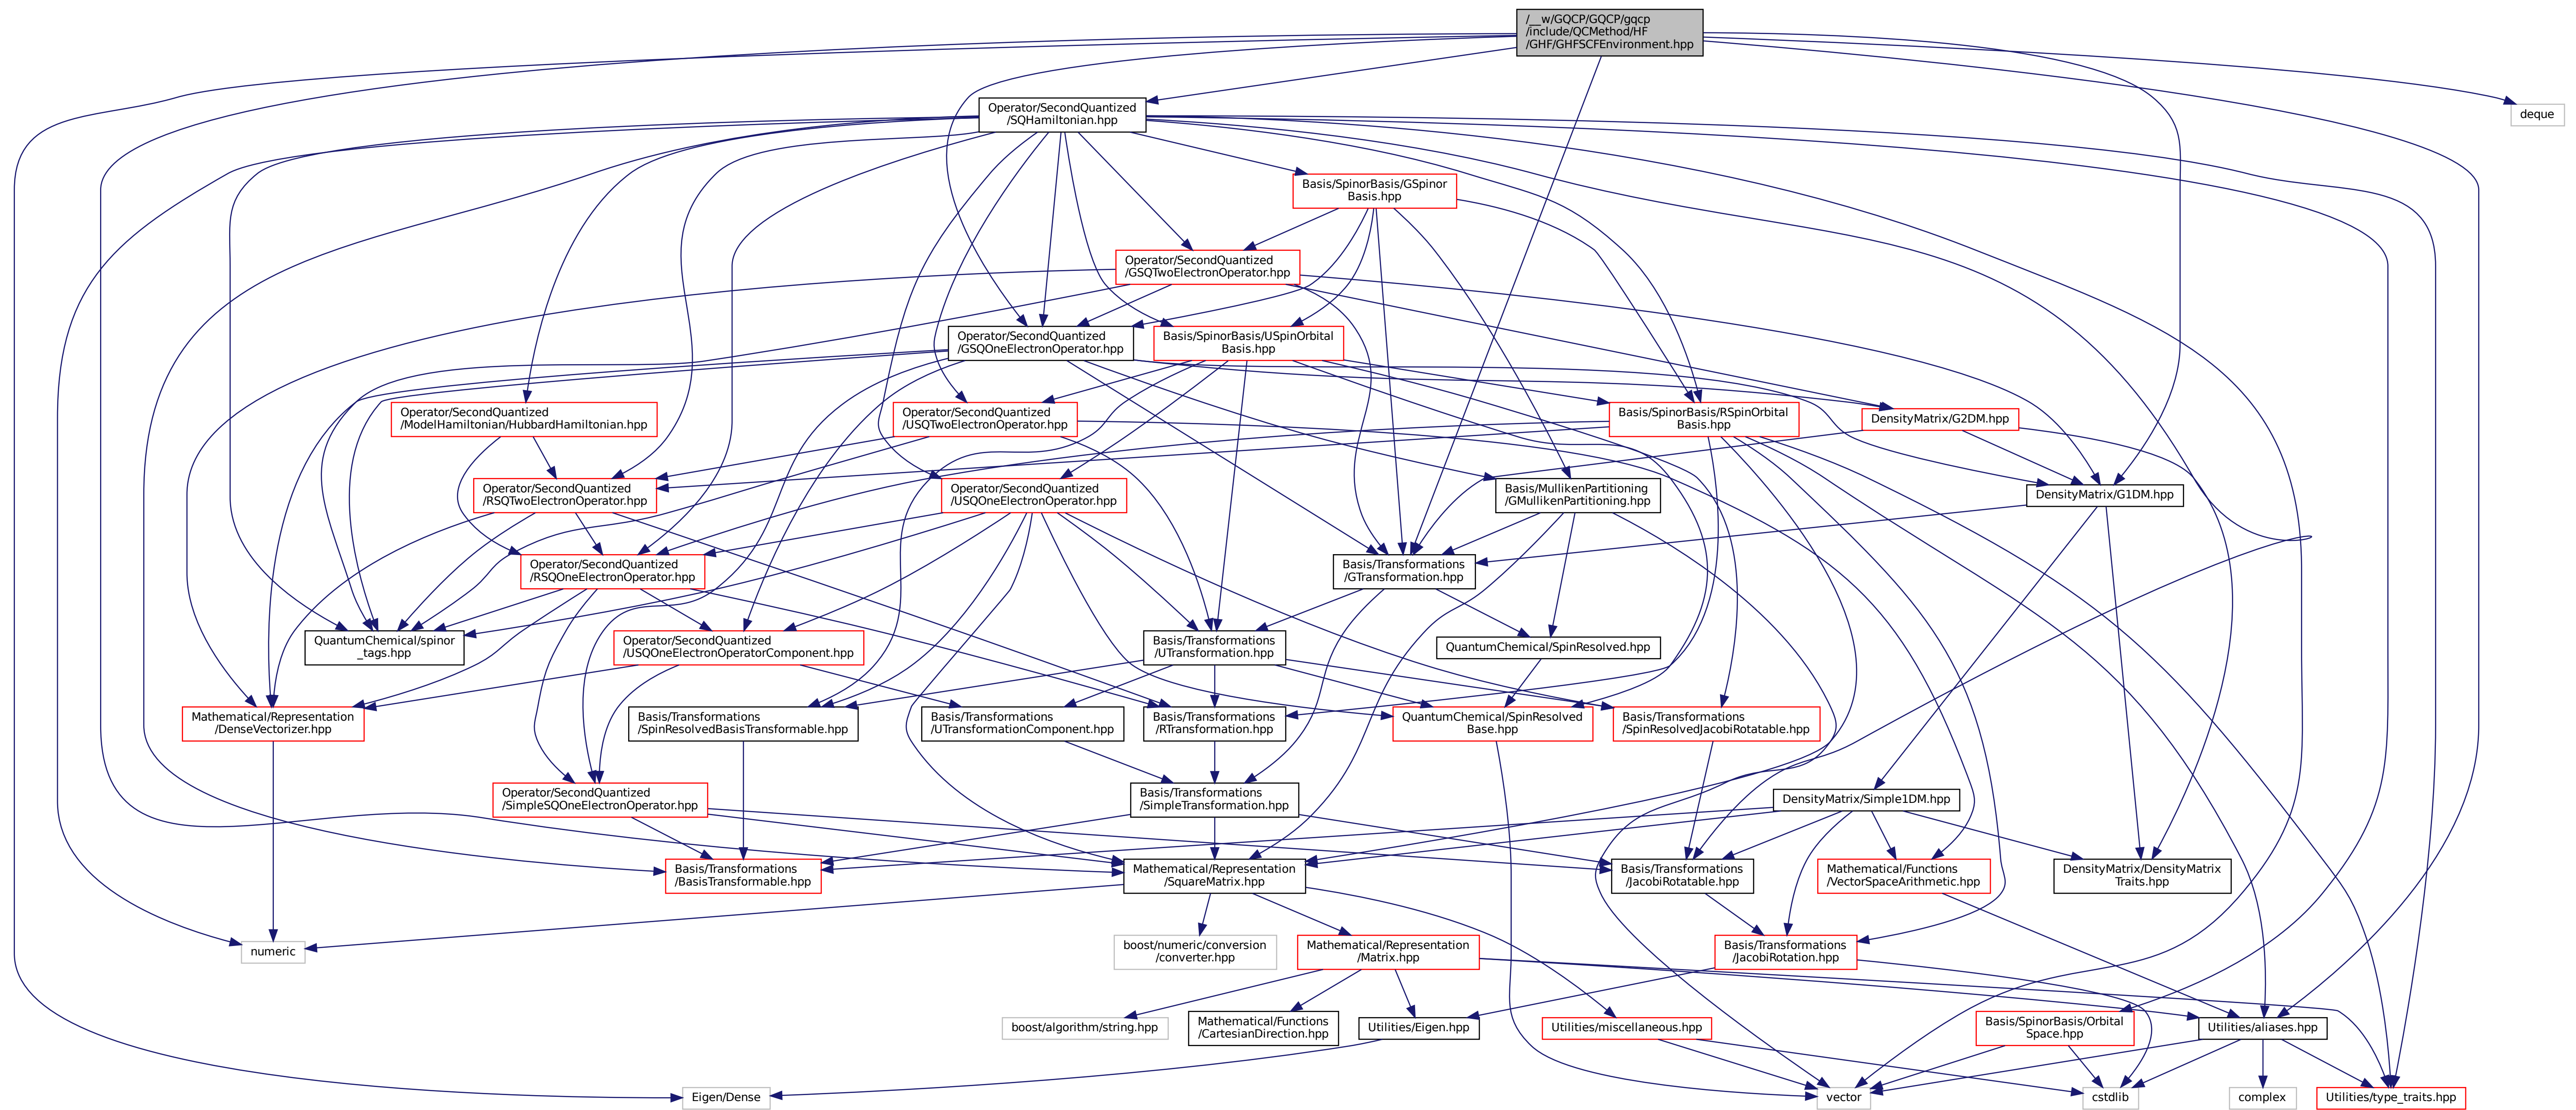 /__w/GQCP/GQCP/gqcp
/include/QCMethod/HF
/GHF/GHFSCFEnvironment.hpp
Operator/SecondQuantized
/SQHamiltonian.hpp
deque
Basis/SpinorBasis/GSpinor
Basis.hpp
Operator/SecondQuantized
/GSQTwoElectronOperator.hpp
Operator/SecondQuantized
/GSQOneElectronOperator.hpp
Basis/SpinorBasis/USpinOrbital
Basis.hpp
Operator/SecondQuantized
/ModelHamiltonian/HubbardHamiltonian.hpp
Operator/SecondQuantized
/USQTwoElectronOperator.hpp
Basis/SpinorBasis/RSpinOrbital
Basis.hpp
DensityMatrix/G2DM.hpp
Operator/SecondQuantized
/RSQTwoElectronOperator.hpp
Operator/SecondQuantized
/USQOneElectronOperator.hpp
Basis/MullikenPartitioning
/GMullikenPartitioning.hpp
DensityMatrix/G1DM.hpp
Operator/SecondQuantized
/RSQOneElectronOperator.hpp
Basis/Transformations
/GTransformation.hpp
QuantumChemical/spinor
_tags.hpp
Operator/SecondQuantized
/USQOneElectronOperatorComponent.hpp
Basis/Transformations
/UTransformation.hpp
QuantumChemical/SpinResolved.hpp
Mathematical/Representation
/DenseVectorizer.hpp
Basis/Transformations
/SpinResolvedBasisTransformable.hpp
Basis/Transformations
/UTransformationComponent.hpp
Basis/Transformations
/RTransformation.hpp
QuantumChemical/SpinResolved
Base.hpp
Basis/Transformations
/SpinResolvedJacobiRotatable.hpp
Operator/SecondQuantized
/SimpleSQOneElectronOperator.hpp
Basis/Transformations
/SimpleTransformation.hpp
DensityMatrix/Simple1DM.hpp
Basis/Transformations
/BasisTransformable.hpp
Mathematical/Representation
/SquareMatrix.hpp
Basis/Transformations
/JacobiRotatable.hpp
Mathematical/Functions
/VectorSpaceArithmetic.hpp
DensityMatrix/DensityMatrix
Traits.hpp
numeric
boost/numeric/conversion
/converter.hpp
Mathematical/Representation
/Matrix.hpp
Basis/Transformations
/JacobiRotation.hpp
boost/algorithm/string.hpp
Mathematical/Functions
/CartesianDirection.hpp
Utilities/Eigen.hpp
Utilities/miscellaneous.hpp
Basis/SpinorBasis/Orbital
Space.hpp
Utilities/aliases.hpp
Eigen/Dense
vector
cstdlib
complex
Utilities/type_traits.hpp